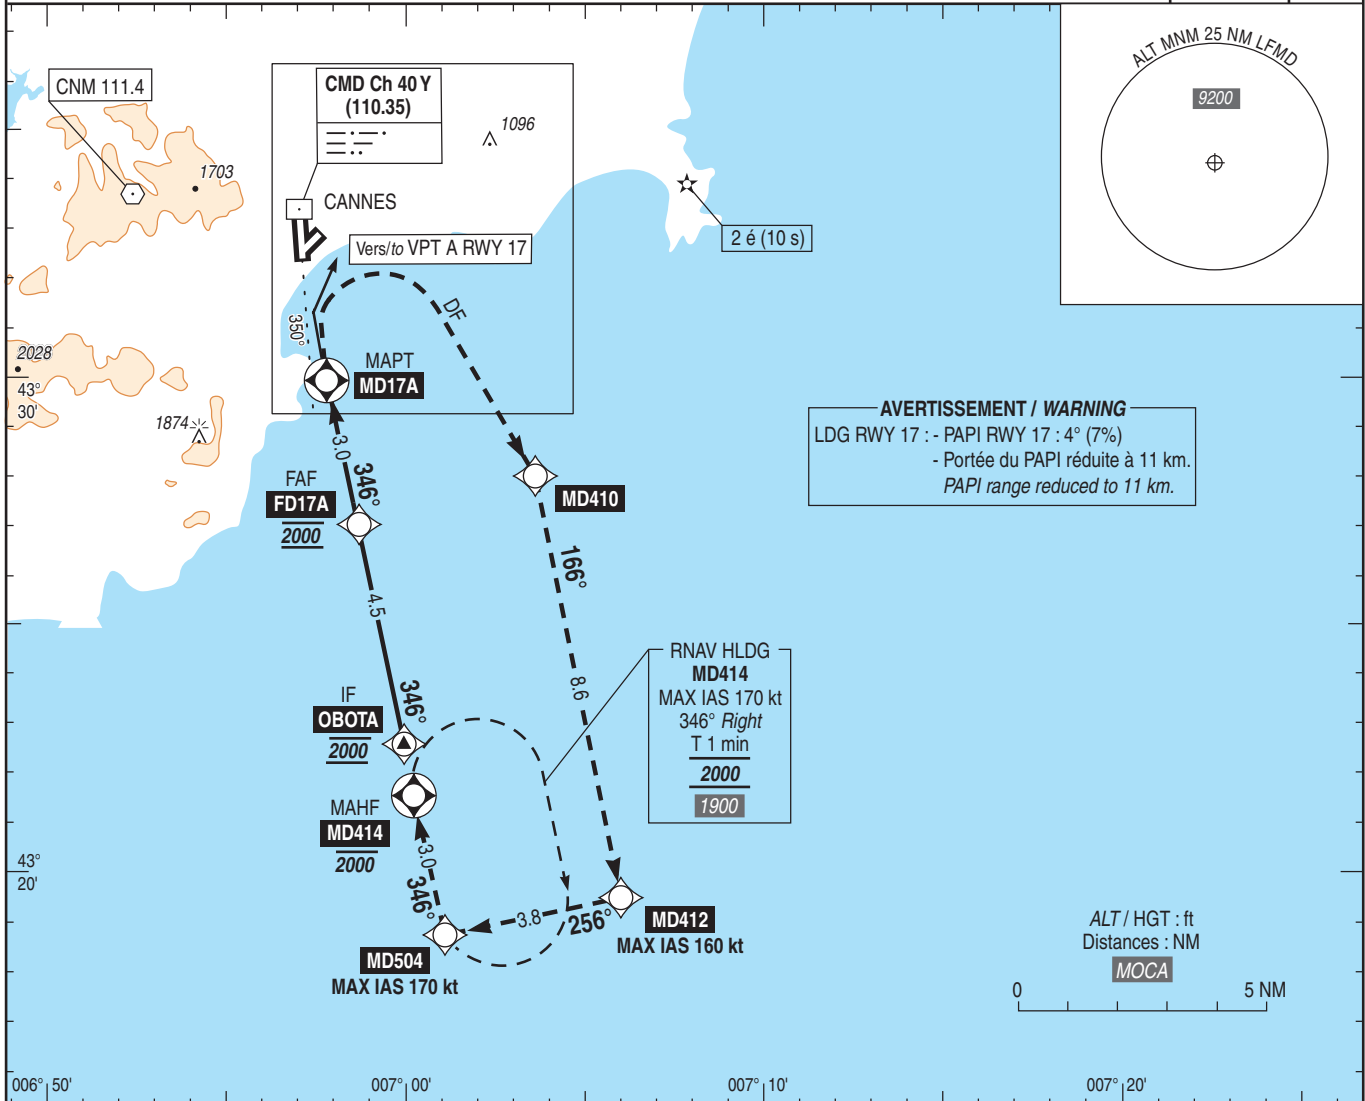 CNM 111.4
CMD Ch 40 Y
(110.35)
1096
1703
CANNES
Vers/to VPT A RWY 17
2 é (10 s)
ALT MNM 25 NM LFMD
9200
DF
350°
2028
43°
30'
MAPT
MD17A
1874
3.0
346°
FAF
FD17A
2000
MD410
AVERTISSEMENT / WARNING
LDG RWY 17 : - PAPI RWY 17 : 4° (7%)
- Portée du PAPI réduite à 11 km.
PAPI range reduced to 11 km.
166°
4.5
8.6
RNAV HLDG
MD414
MAX IAS 170 kt
346° Right
T 1 min
2000
1900
346°
IF
OBOTA
2000
MAHF
MD414
2000
3.0
346°
43°
20'
3.8
256°
MD412
MAX IAS 160 kt
MD504
MAX IAS 170 kt
ALT / HGT : ft
Distances : NM
MOCA
0
5 NM
006° 50'
007° 00'
007° 10'
007° 20'